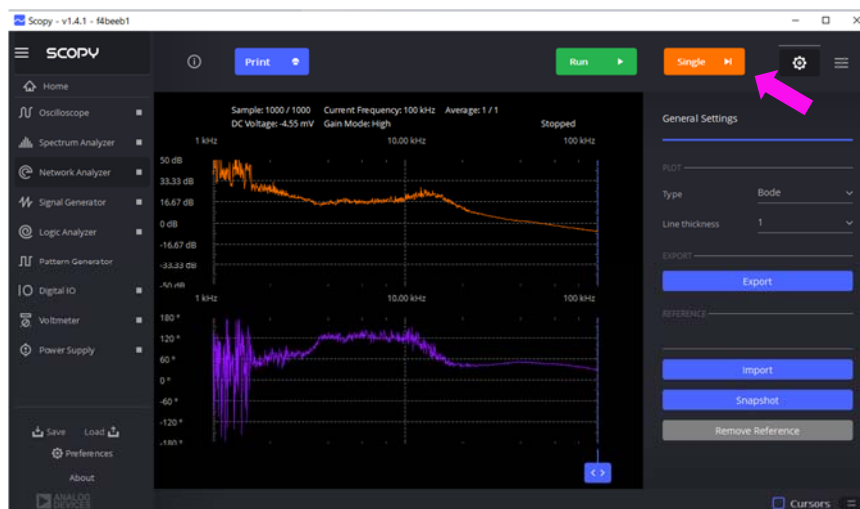 Scopy - v1.4.1 - f4beeb1
SCOPY
Print
Run
Single
Home
Oscilloscope
Spectrum Analyzer
Network Analyzer
Signal Generator
Logic Analyzer
Pattern Generator
Digital IO
Voltmeter
Power Supply
Save Load
Preferences
About
ANALOG
DEVICES
Sample: 1000 / 1000 Current Frequency: 100 kHz Average: 1 / 1
DC Voltage: -4.55 mV Gain Mode: High Stopped
1 kHz 10.00 kHz 100 kHz
50 dB
33.33 dB
16.67 dB
0 dB
-16.67 dB
-33.33 dB
-50 dB
1 kHz 10.00 kHz 100 kHz
180 °
120 °
60 °
0 °
-60 °
-120 °
-180 °
General Settings
PLOT
Type Bode
Line thickness 1
EXPORT
Export
REFERENCE
Import
Snapshot
Remove Reference
Cursors